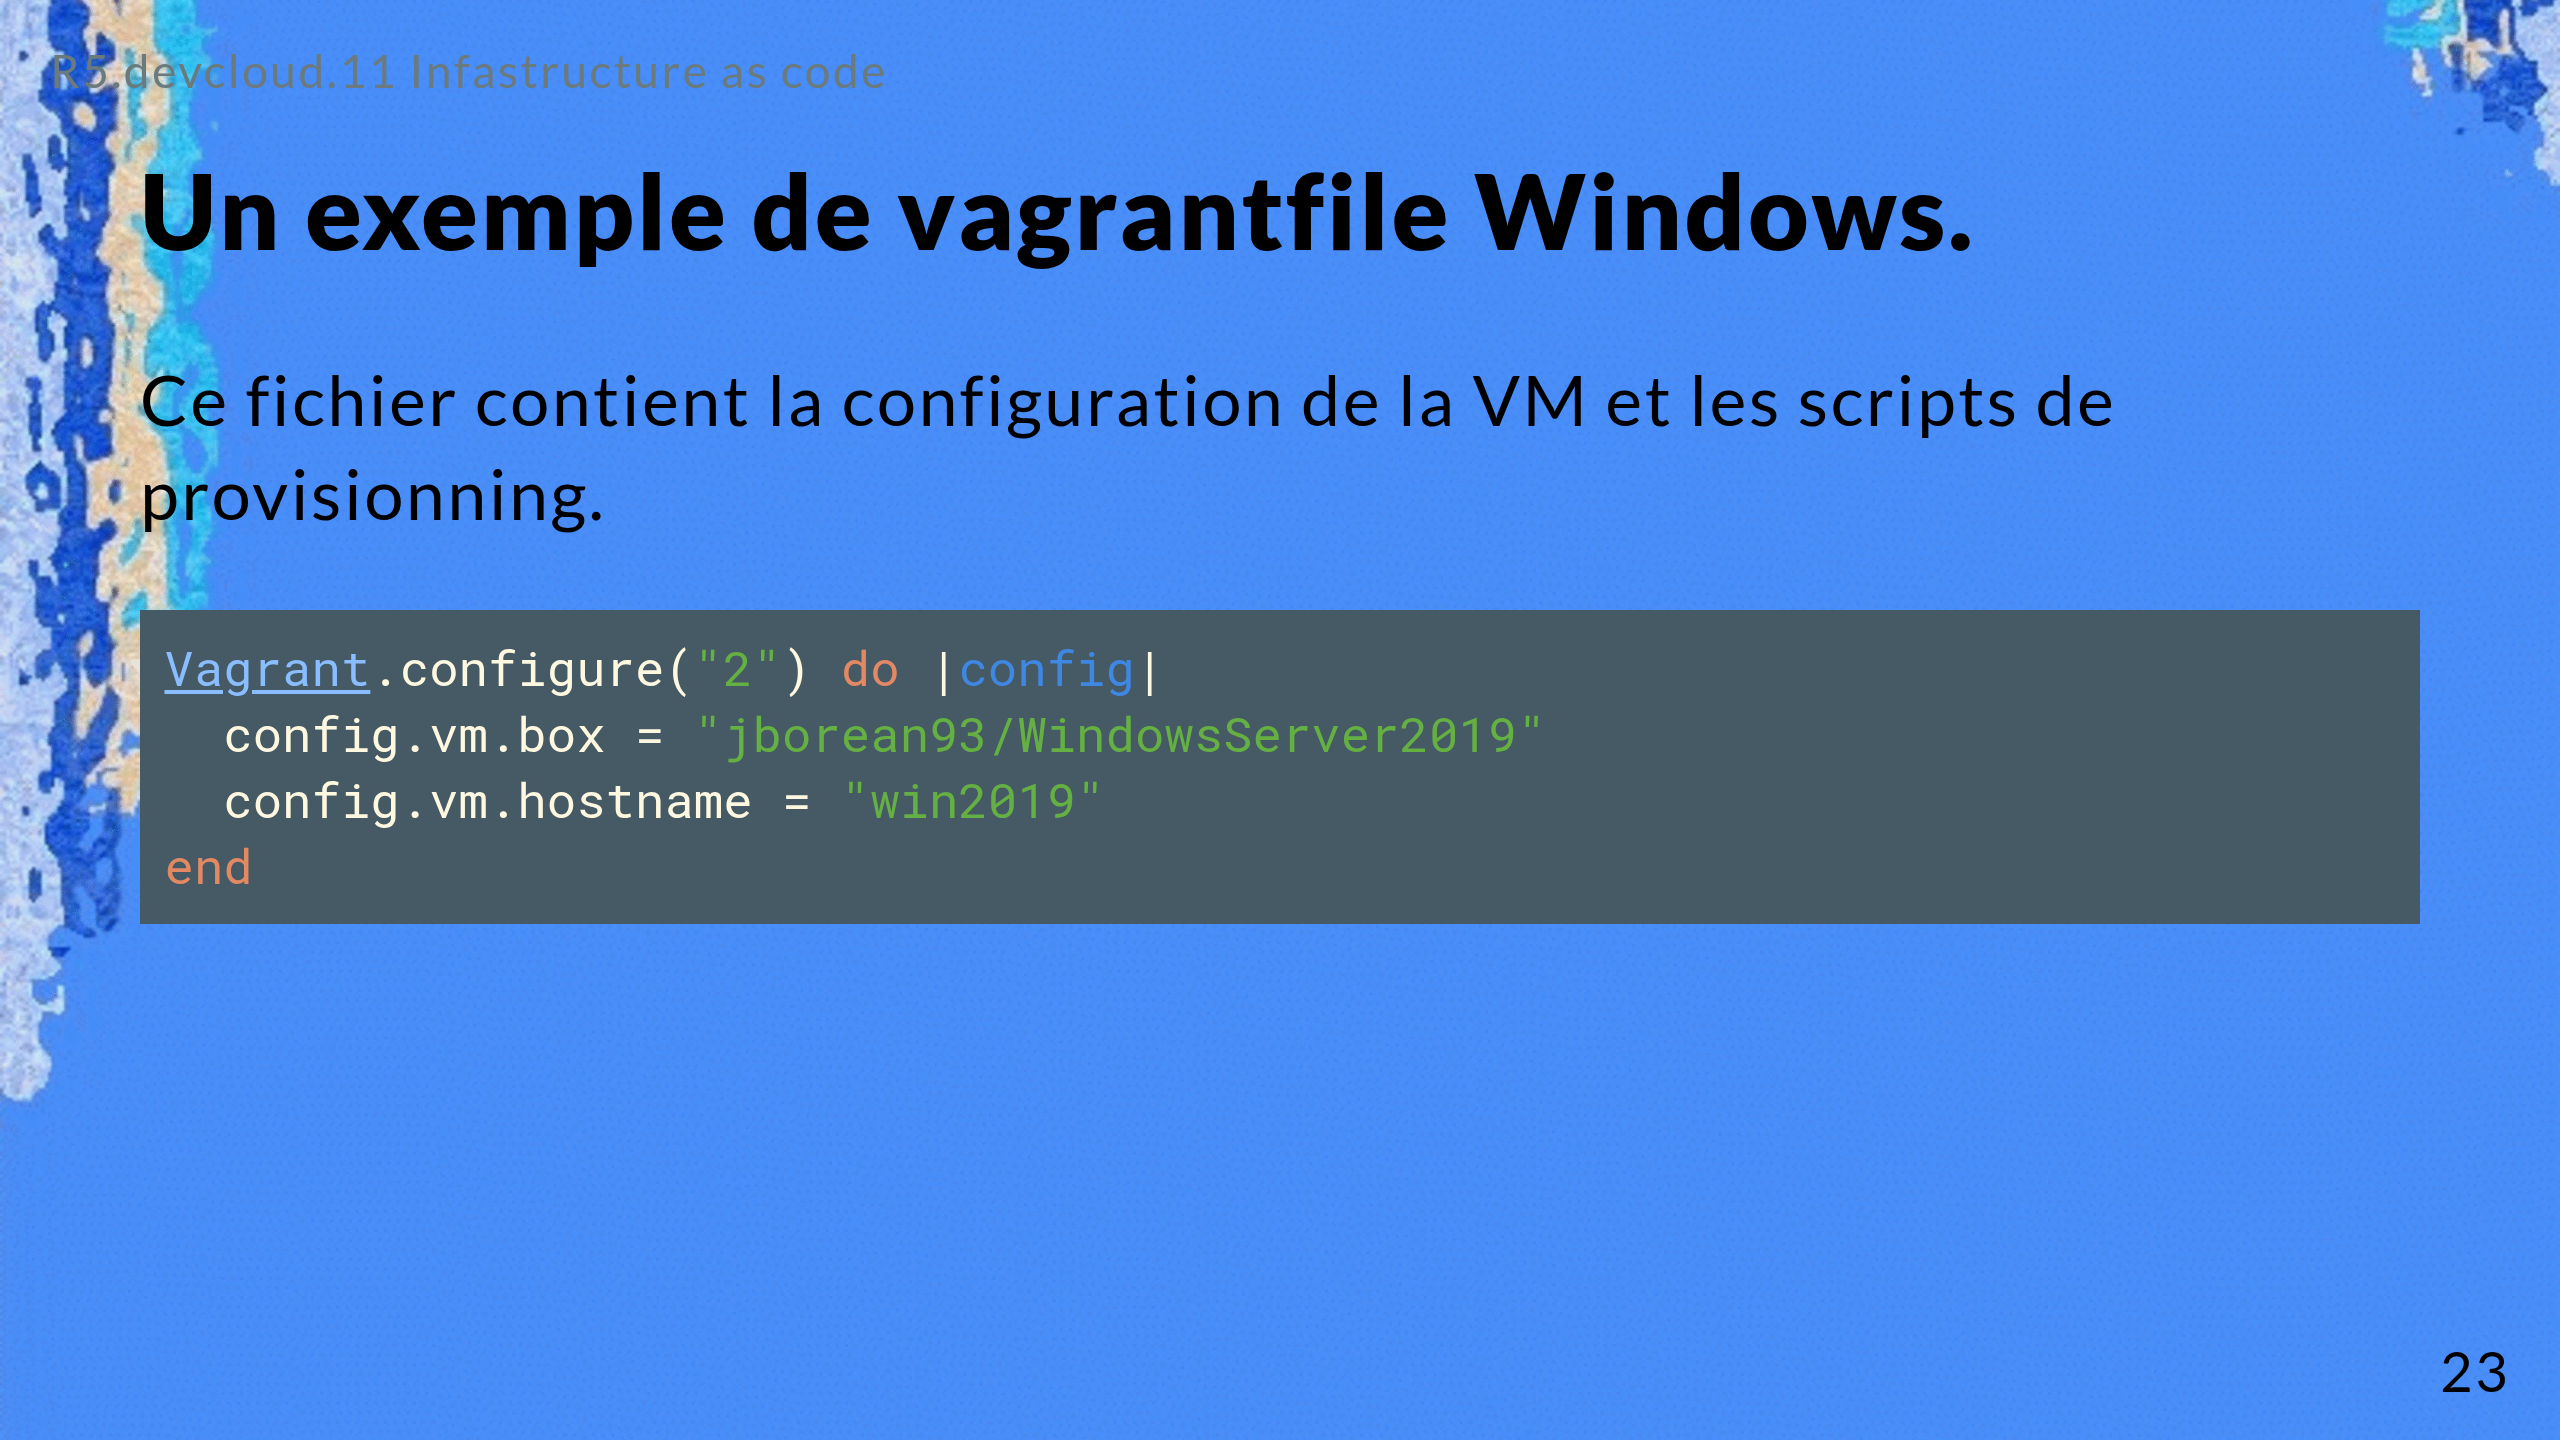 R5.devcloud.11 Infastructure as code
Un exemple de vagrantfile Windows.
Ce fichier contient la configuration de la VM et les scripts de
provisionning.
Vagrant.configure("2") do |config|
  config.vm.box = "jborean93/WindowsServer2019"
  config.vm.hostname = "win2019"
end
23